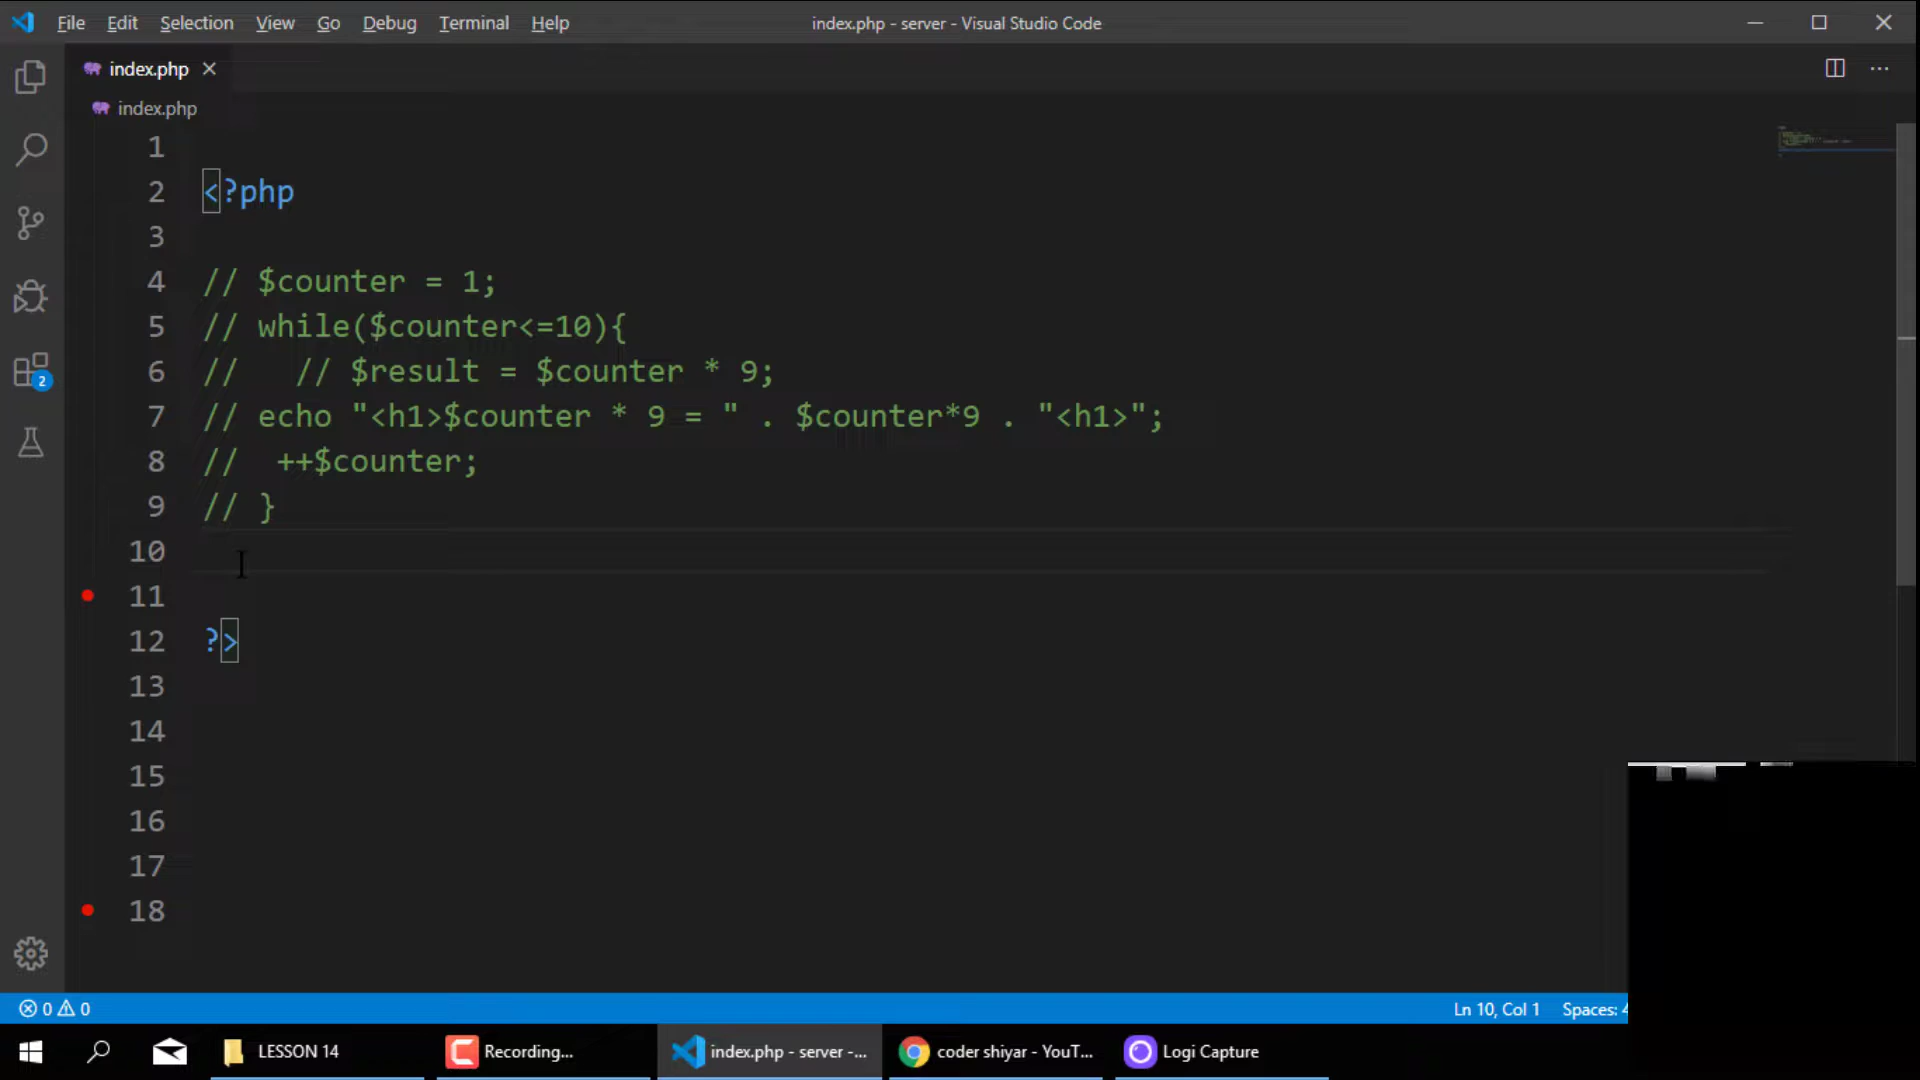 File Edit Selection View Go Debug Terminal Help index.php - server - Visual Studio Code
index.php
index.php
1
2 <?php
3
4 // $counter = 1;
5 // while($counter<=10){
6 //   // $result = $counter * 9;
7 // echo "<h1>$counter * 9 = " . $counter*9 . "<h1>";
8 //  ++$counter;
9 // }
10
11
12 ?>
13
14
15
16
17
18
2
0 0 Ln 10, Col 1 Spaces:
LESSON 14 Recording... index.php - server -... coder shiyar - YouT... Logi Capture